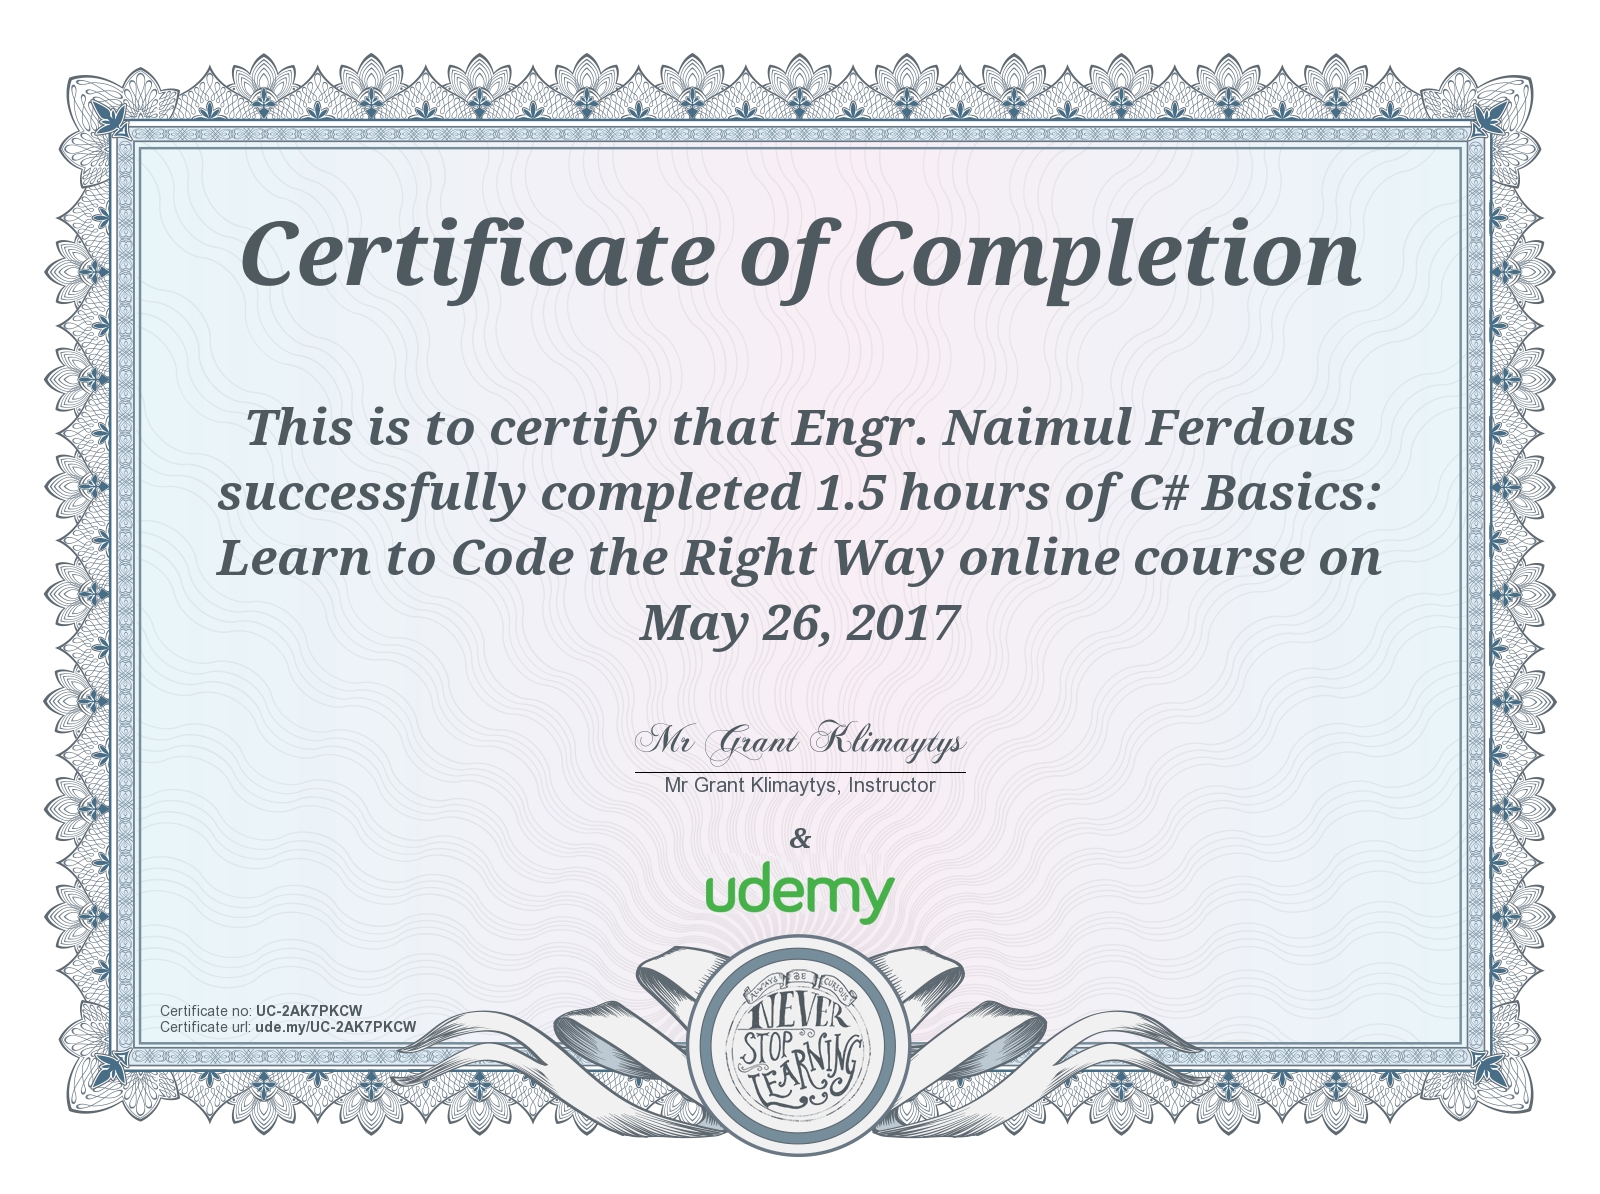 Certificate of Completion
This is to certify that Engr. Naimul Ferdous
successfully completed 1.5 hours of C# Basics:
Learn to Code the Right Way online course on
May 26, 2017
Mr Grant Klimaytys
Mr Grant Klimaytys, Instructor
&
udemy
Certificate no: UC-2AK7PKCW
Certificate url: ude.my/UC-2AK7PKCW
ALWAYS BE CURIOUS
NEVER
STOP
LEARNING